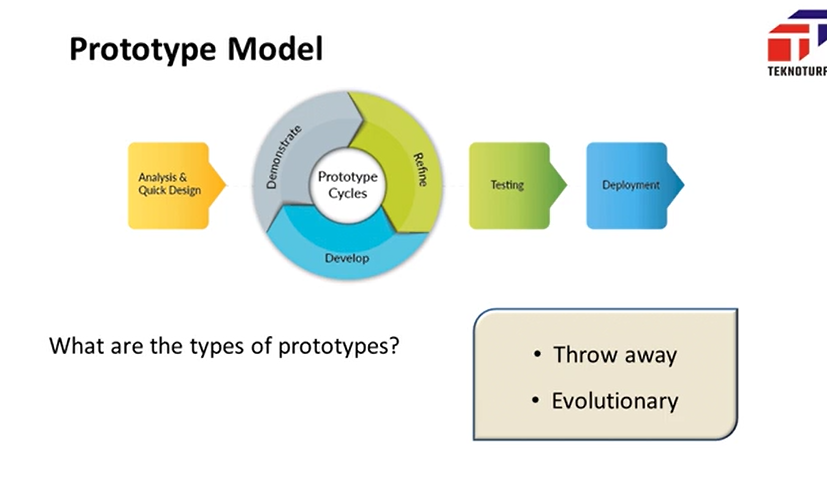 Prototype Model
Analysis &
Quick Design
Demonstrate
Refine
Prototype
Cycles
Develop
Testing
Deployment
What are the types of prototypes?
• Throw away
• Evolutionary